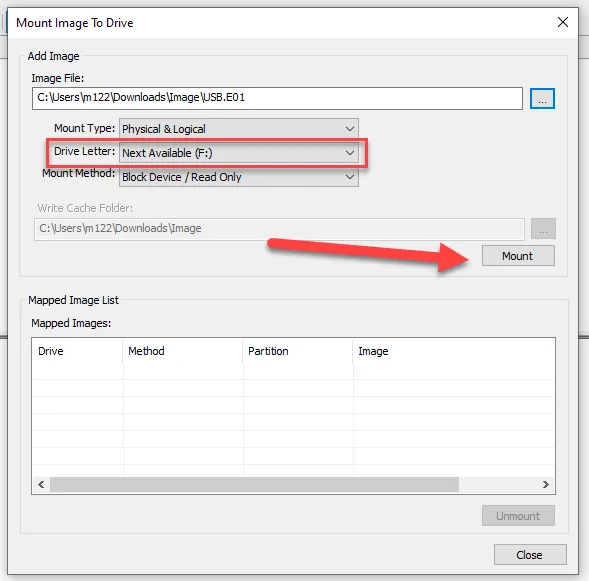 Mount Image To Drive
Add Image
Image File:
C:\Users\m122\Downloads\Image\USB.E01
...
Mount Type: Physical & Logical
Drive Letter: Next Available (F:)
Mount Method: Block Device / Read Only
Write Cache Folder:
C:\Users\m122\Downloads\Image
...
Mount
Mapped Image List
Mapped Images:
Drive Method Partition Image
Unmount
Close